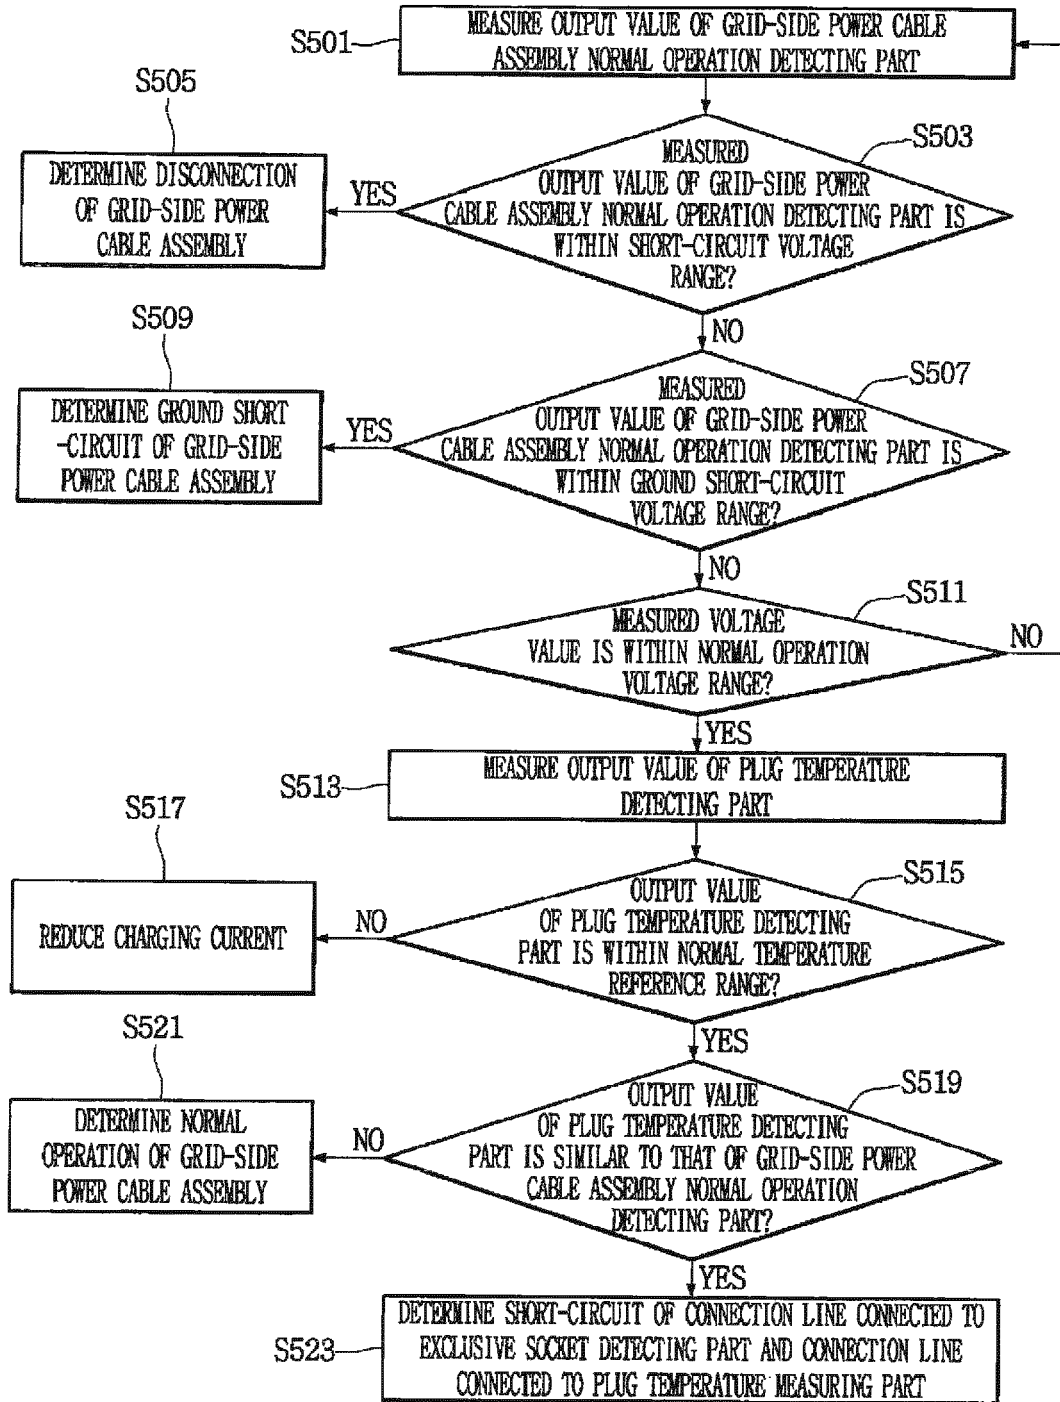 S501
MEASURE OUTPUT VALUE OF GRID-SIDE POWER CABLE
ASSEMBLY NORMAL OPERATION DETECTING PART
S503
MEASURED
OUTPUT VALUE OF GRID-SIDE POWER
CABLE ASSEMBLY NORMAL OPERATION DETECTING PART IS
WITHIN SHORT-CIRCUIT VOLTAGE
RANGE?
YES
S505
DETERMINE DISCONNECTION
OF GRID-SIDE POWER
CABLE ASSEMBLY
NO
S507
MEASURED
OUTPUT VALUE OF GRID-SIDE POWER
CABLE ASSEMBLY NORMAL OPERATION DETECTING PART IS
WITHIN GROUND SHORT-CIRCUIT
VOLTAGE RANGE?
YES
S509
DETERMINE GROUND SHORT
-CIRCUIT OF GRID-SIDE
POWER CABLE ASSEMBLY
NO
S511
MEASURED VOLTAGE
VALUE IS WITHIN NORMAL OPERATION
VOLTAGE RANGE?
NO
YES
S513
MEASURE OUTPUT VALUE OF PLUG TEMPERATURE
DETECTING PART
S515
OUTPUT VALUE
OF PLUG TEMPERATURE DETECTING
PART IS WITHIN NORMAL TEMPERATURE
REFERENCE RANGE?
NO
S517
REDUCE CHARGING CURRENT
YES
S519
OUTPUT VALUE
OF PLUG TEMPERATURE DETECTING
PART IS SIMILAR TO THAT OF GRID-SIDE POWER
CABLE ASSEMBLY NORMAL OPERATION
DETECTING PART?
NO
S521
DETERMINE NORMAL
OPERATION OF GRID-SIDE
POWER CABLE ASSEMBLY
YES
S523
DETERMINE SHORT-CIRCUIT OF CONNECTION LINE CONNECTED TO
EXCLUSIVE SOCKET DETECTING PART AND CONNECTION LINE
CONNECTED TO PLUG TEMPERATURE MEASURING PART